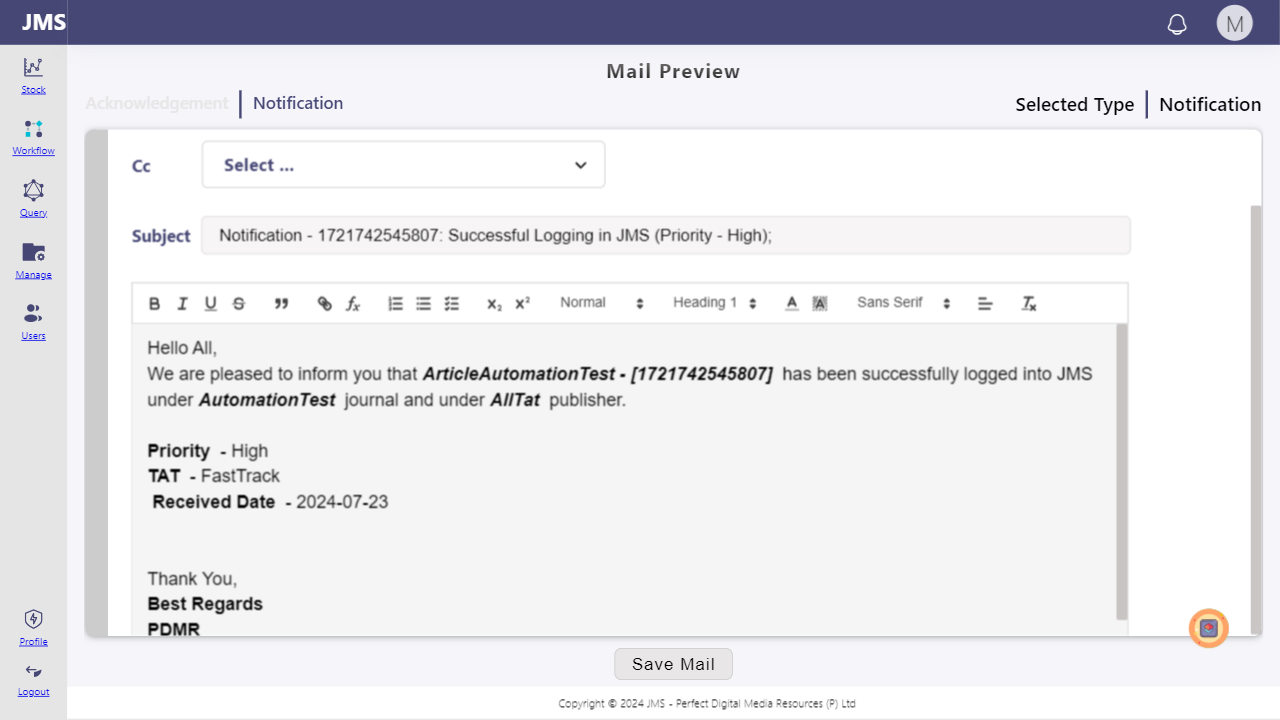 JMS
M
Stock
Workflow
Query
Manage
Users
Profile
Logout
Mail Preview
Acknowledgement Notification
Selected Type Notification
Cc Select ...
Subject Notification - 1721742545807: Successful Logging in JMS (Priority - High);
B I U S fx X2 X2 Normal Heading 1 A A Sans Serif Tx
Hello All,
We are pleased to inform you that ArticleAutomationTest - [1721742545807] has been successfully logged into JMS
under AutomationTest journal and under AllTat publisher.
Priority - High
TAT - FastTrack
Received Date - 2024-07-23
Thank You,
Best Regards
PDMR
Save Mail
Copyright © 2024 JMS - Perfect Digital Media Resources (P) Ltd